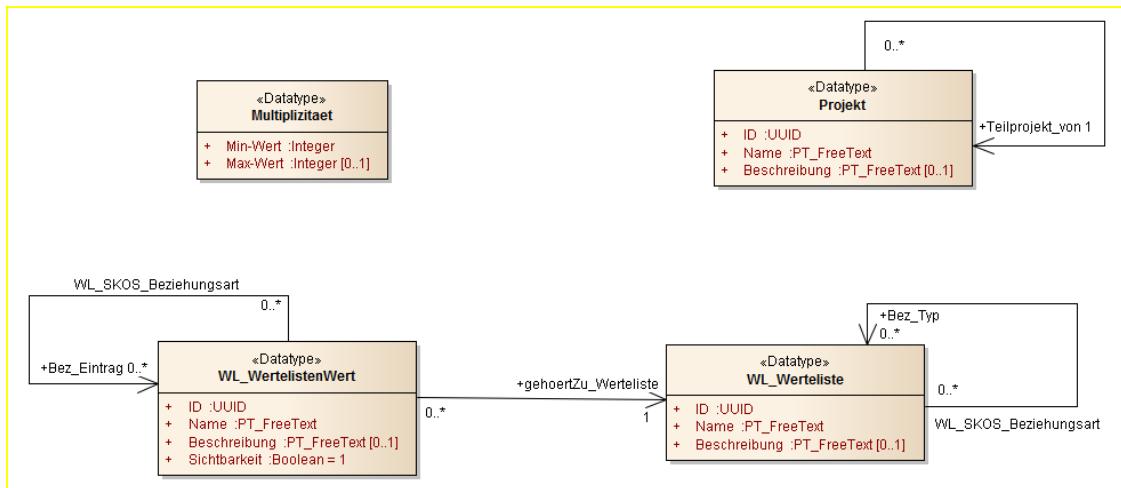 «Datatype»
Multiplizitaet
+ Min-Wert :Integer
+ Max-Wert :Integer [0..1]
0..*
«Datatype»
Projekt
+ ID :UUID
+ Name :PT_FreeText
+ Beschreibung :PT_FreeText [0..1]
+Teilprojekt_von 1
WL_SKOS_Beziehungsart
0..*
+Bez_Eintrag 0..*
«Datatype»
WL_WertelistenWert
+ ID :UUID
+ Name :PT_FreeText
+ Beschreibung :PT_FreeText [0..1]
+ Sichtbarkeit :Boolean = 1
+gehoertZu_Werteliste
0..*
1
+Bez_Typ
0..*
«Datatype»
WL_Werteliste
+ ID :UUID
+ Name :PT_FreeText
+ Beschreibung :PT_FreeText [0..1]
0..*
WL_SKOS_Beziehungsart